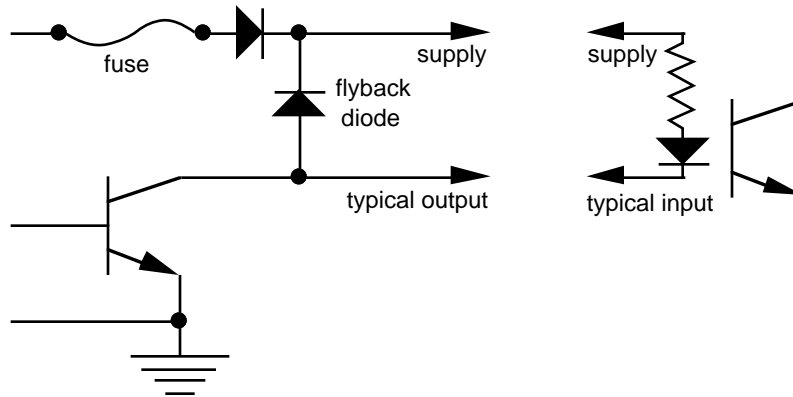 fuse
supply
supply
flyback
diode
typical output
typical input